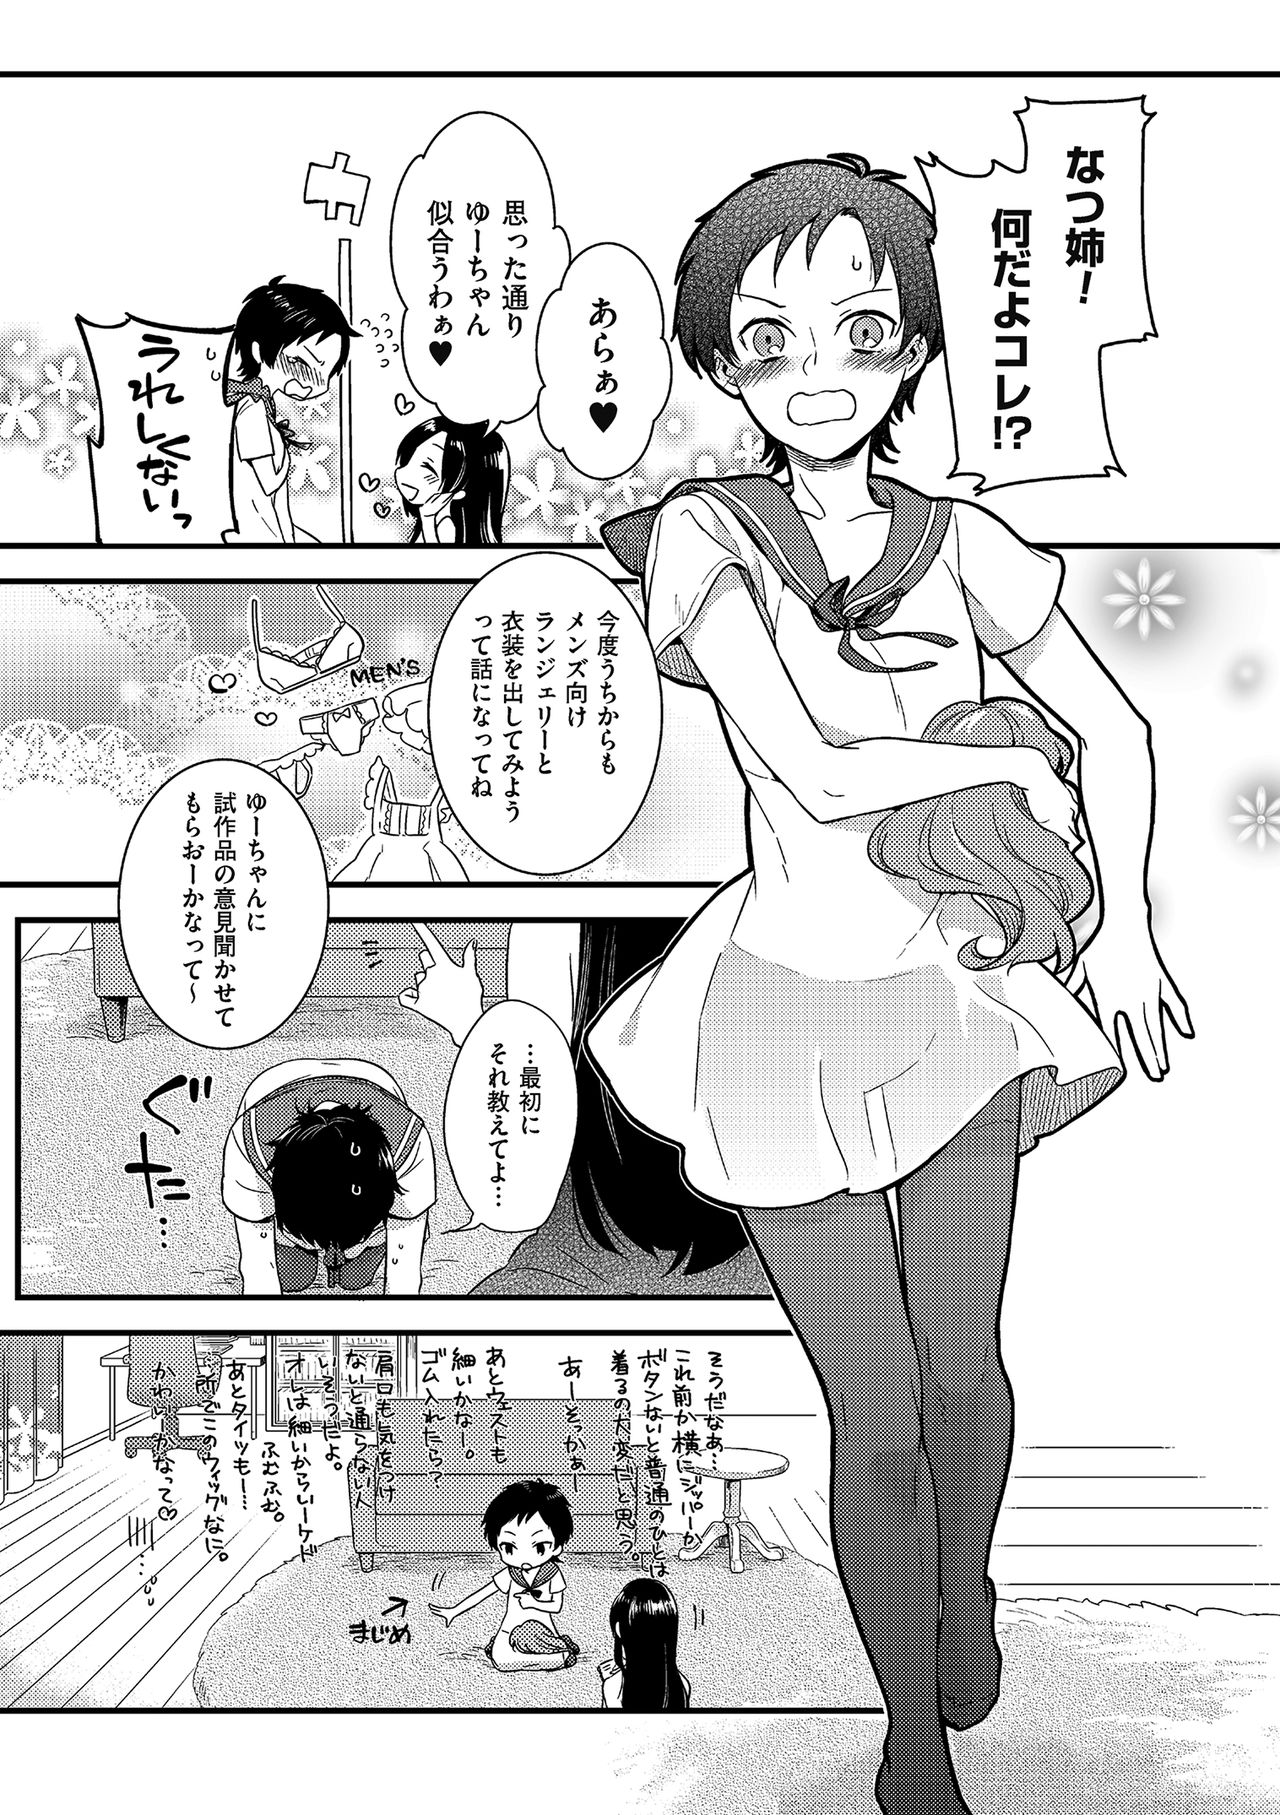 なつ姉！
何だよコレ!?
あらぁ♥
思った通り
ゆーちゃん
似合うわぁ♥
うれしくないっ
今度うちからも
メンズ向け
ランジェリーと
衣装を出してみよう
って話になってね
MEN'S
ゆーちゃんに
試作品の意見聞かせて
もらおーかなって～
…最初に
それ教えてよ…
ぐ
た…
そうだなぁ…
これ前か横にジッパーか
ボタンないと普通のひとは
着るの大変だと思う。
あーそっかぁー
あとウェストも
細いかなー。
ゴム入れたら？
肩口も気をつけ
ないと通らない人
いそうだよ。
オレは細いからいーケド
ふむふむ。
あとタイツもー…
所でこのウィッグなに。
かわいーかなって♡
まじめ